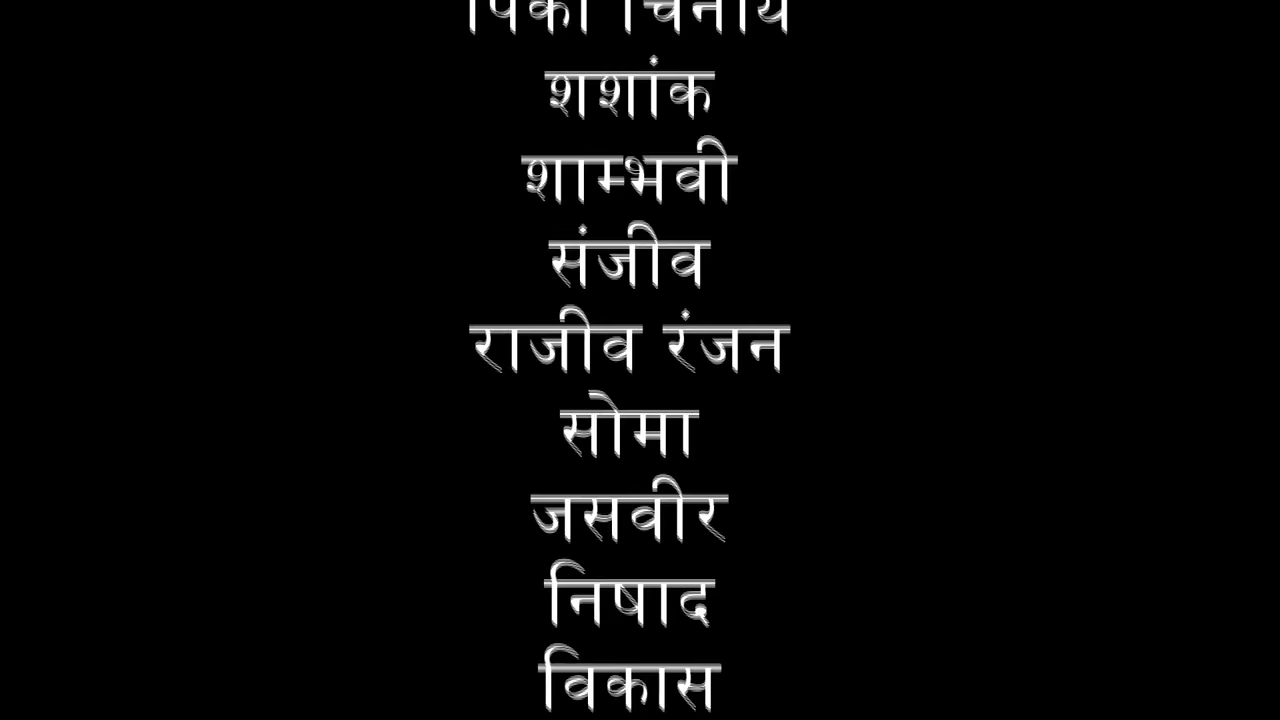 शशांक
शाम्भवी
संजीव
राजीव रंजन
सोमा
जसवीर
निषाद
विकास